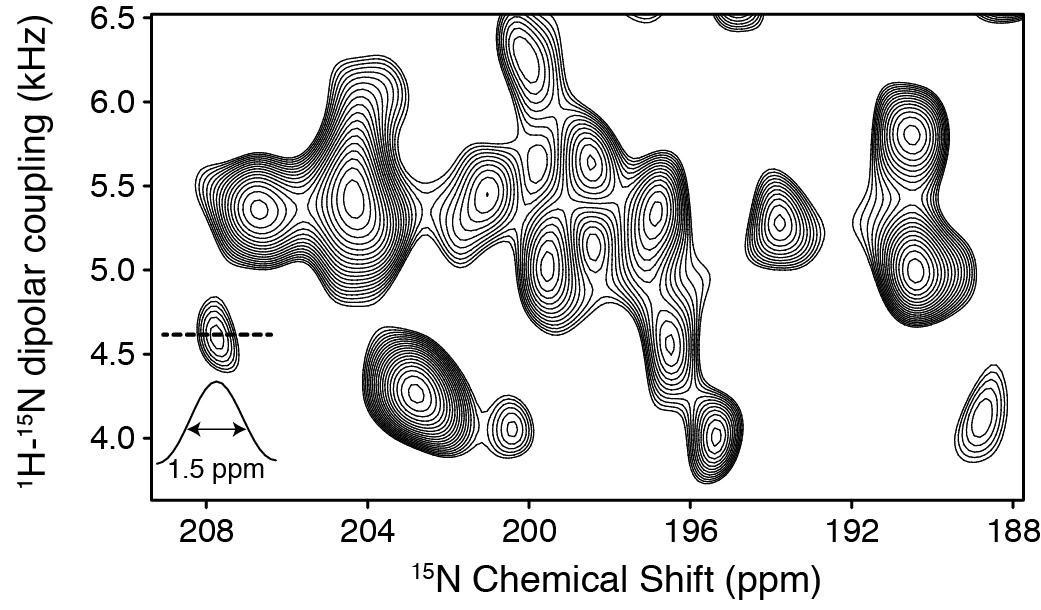 ¹H-¹⁵N dipolar coupling (kHz)
6.5
6.0
5.5
5.0
4.5
4.0
1.5 ppm
208 204 200 196 192 188
¹⁵N Chemical Shift (ppm)